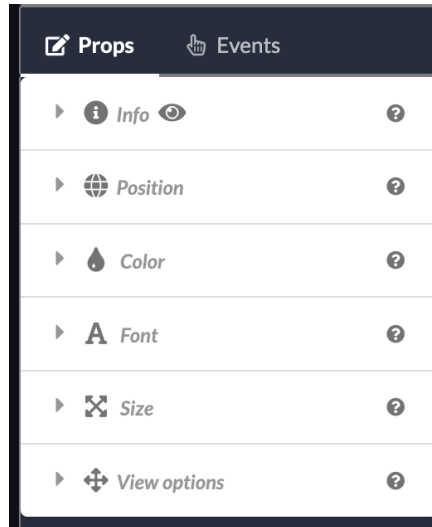 Props Events
Info
Position
Color
Font
Size
View options